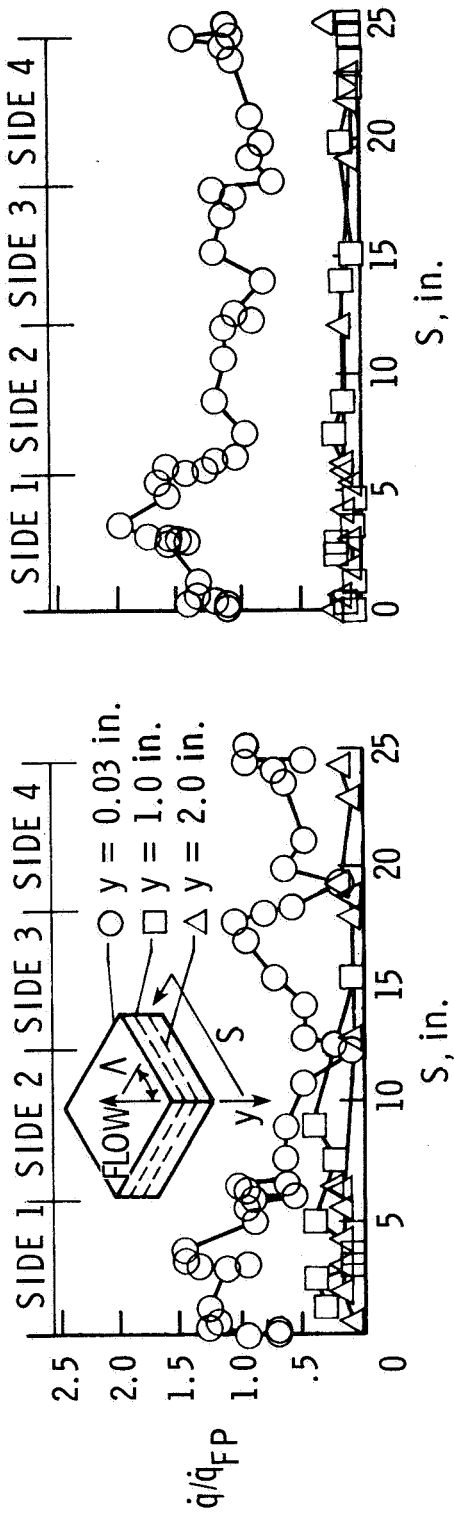 SIDE 1 SIDE 2 SIDE 3 SIDE 4
2.5
2.0
1.5
1.0
.5
q̇/q̇FP
FLOW
Λ
S
y
y = 0.03 in.
y = 1.0 in.
y = 2.0 in.
0 5 10 15 20 25
S, in.
SIDE 1 SIDE 2 SIDE 3 SIDE 4
0 5 10 15 20 25
S, in.